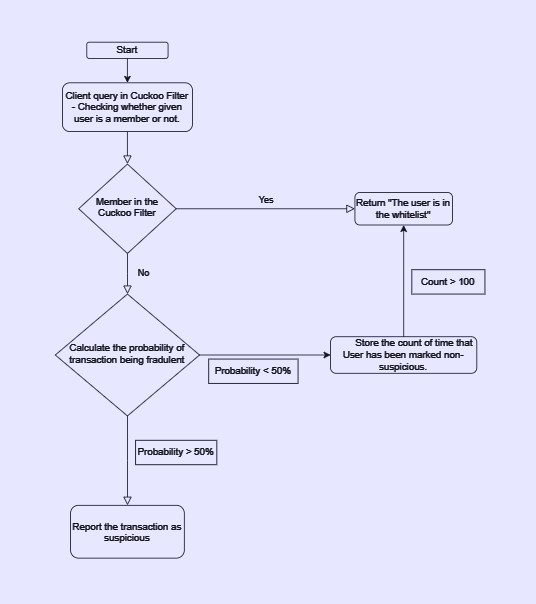 Start
Client query in Cuckoo Filter
- Checking whether given
user is a member or not.
Member in the
Cuckoo Filter
Yes
Return "The user is in
the whitelist"
No
Count > 100
Calculate the probability of
transaction being fradulent
Store the count of time that
User has been marked non-
suspicious.
Probability < 50%
Probability > 50%
Report the transaction as
suspicious